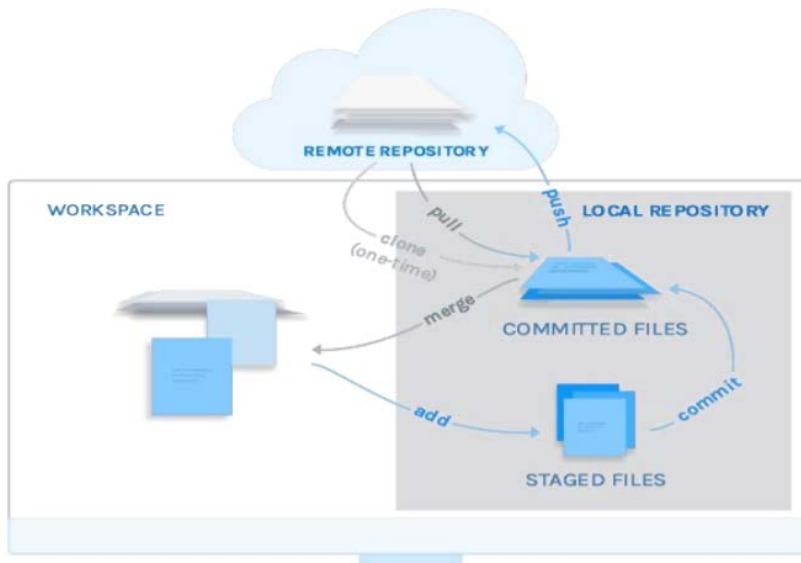 REMOTE REPOSITORY
WORKSPACE
LOCAL REPOSITORY
push
pull
clone
(one-time)
merge
COMMITTED FILES
add
commit
STAGED FILES